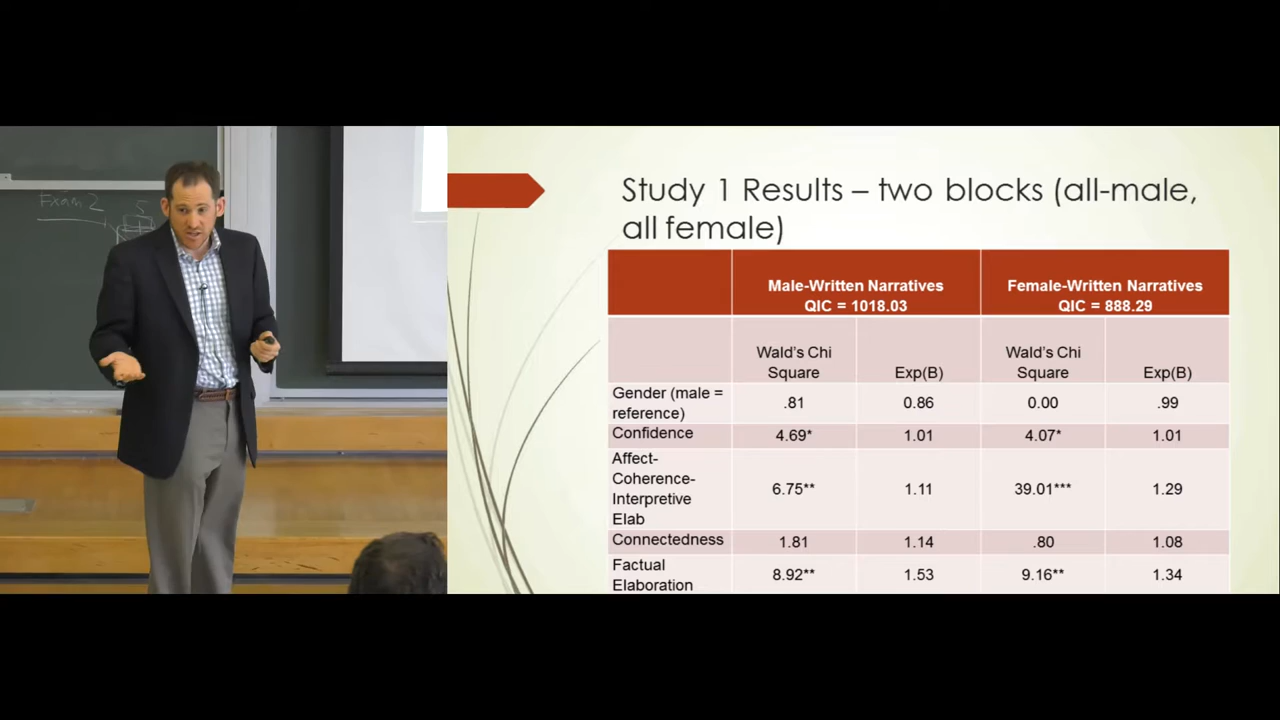 Exam 2
5
Study 1 Results – two blocks (all-male,
all female)
Male-Written Narratives
QIC = 1018.03
Female-Written Narratives
QIC = 888.29
Wald's Chi
Square
Exp(B)
Wald's Chi
Square
Exp(B)
Gender (male =
reference)
.81
0.86
0.00
.99
Confidence
4.69*
1.01
4.07*
1.01
Affect-
Coherence-
Interpretive
Elab
6.75**
1.11
39.01***
1.29
Connectedness
1.81
1.14
.80
1.08
Factual
Elaboration
8.92**
1.53
9.16**
1.34